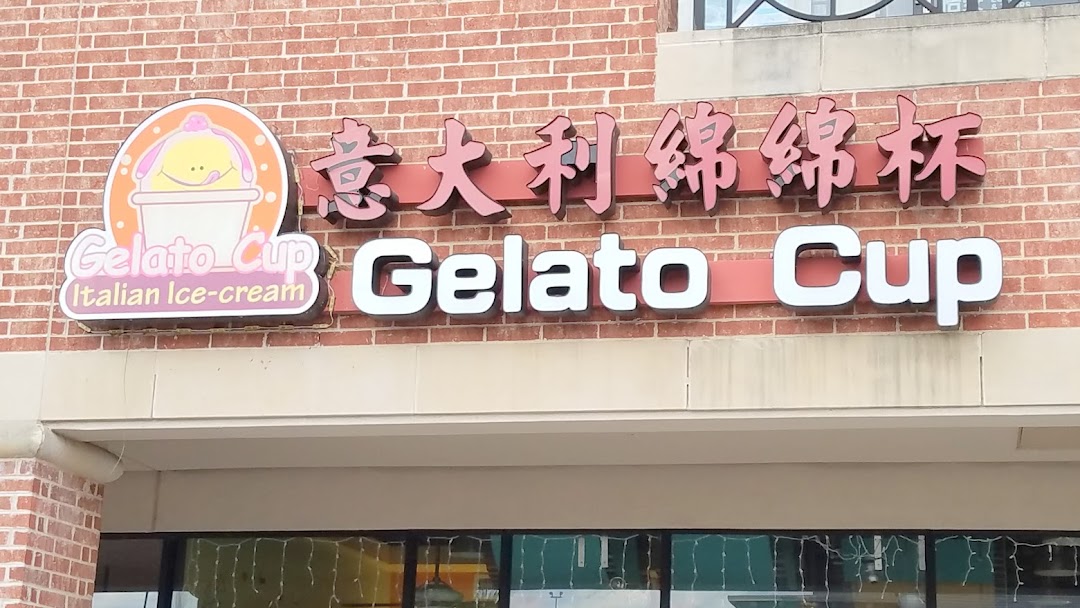 意大利綿綿杯
Gelato Cup
Gelato Cup
Italian Ice-cream